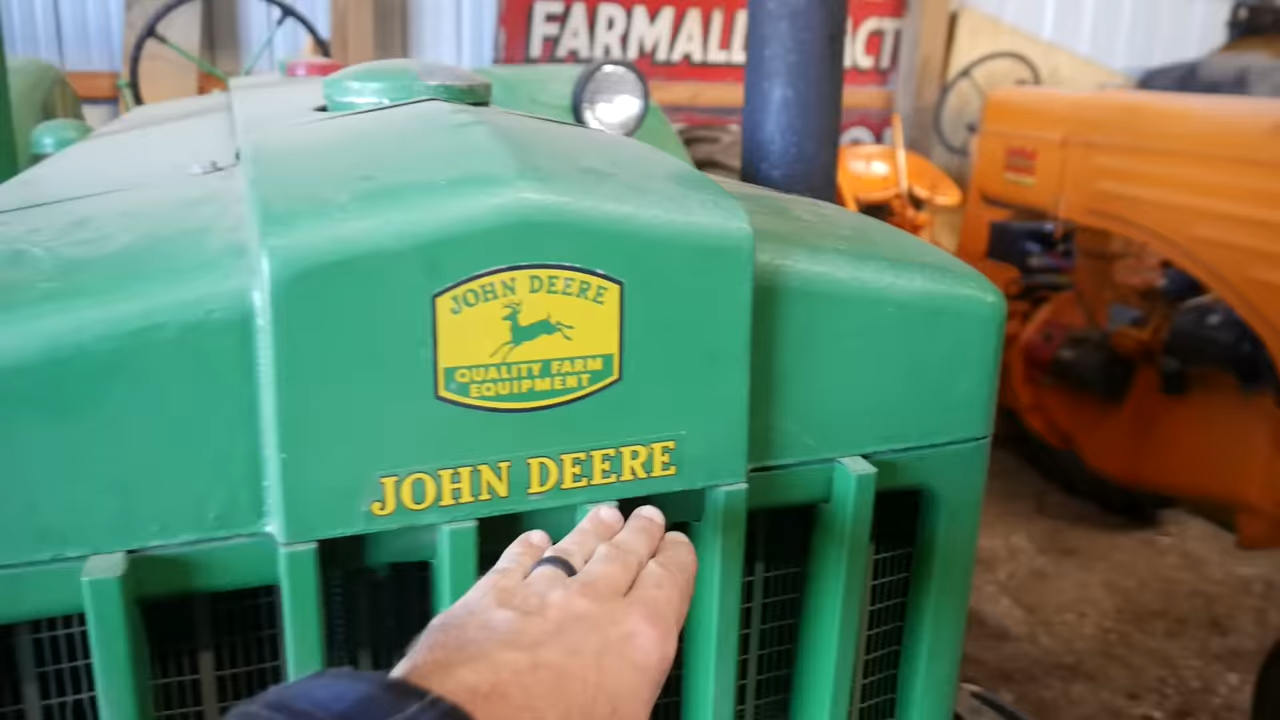 FARMALL
JOHN DEERE
QUALITY FARM
EQUIPMENT
JOHN DEERE